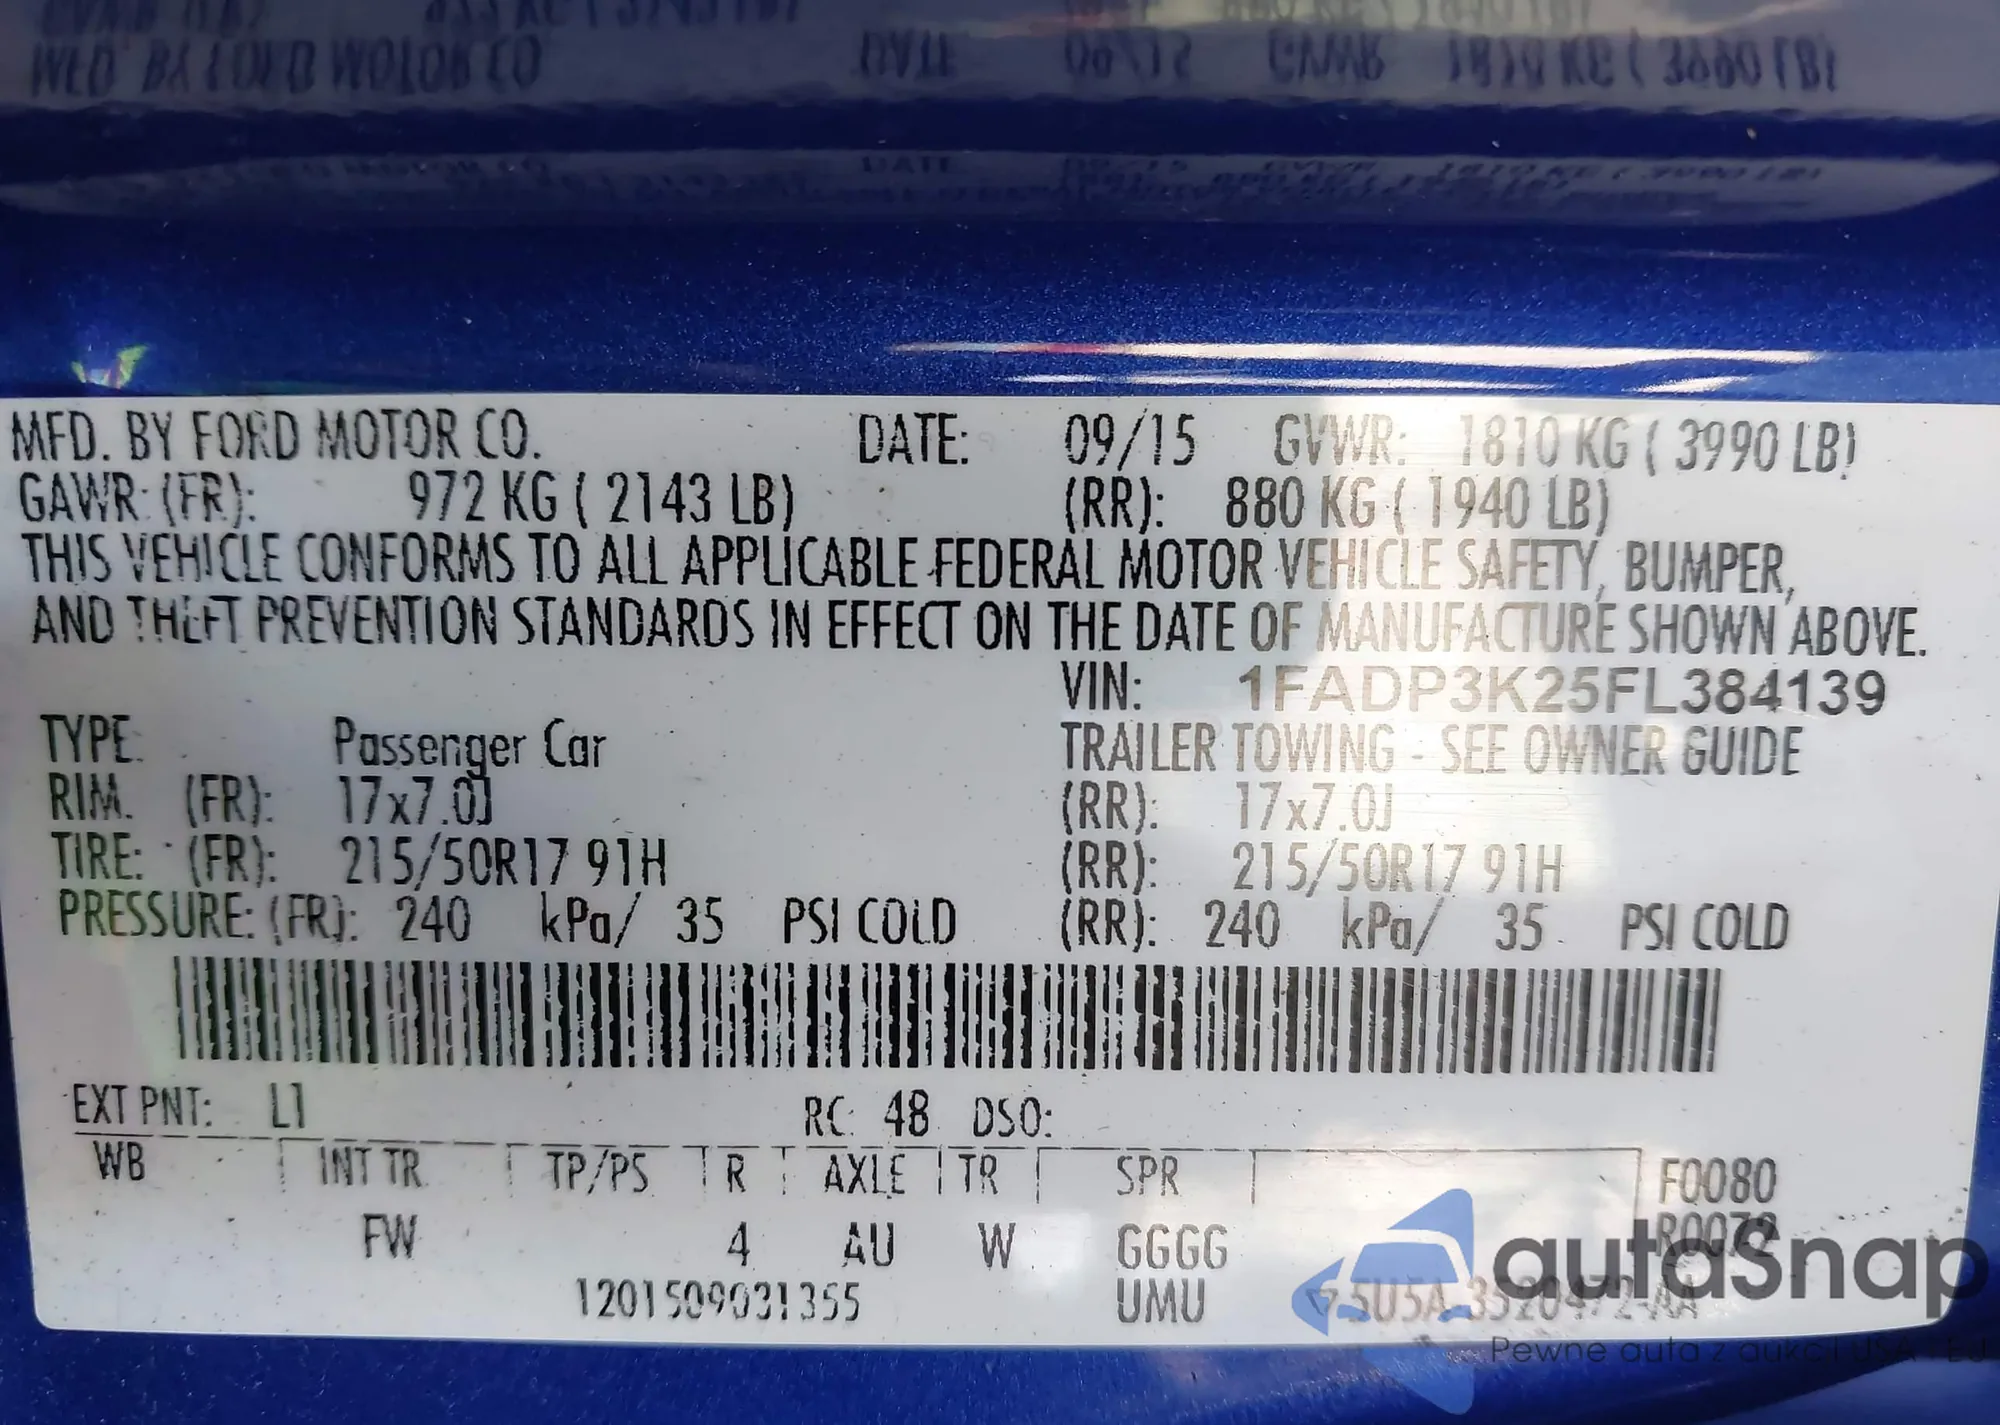 MFD. BY FORD MOTOR CO. DATE: 09/15 GVWR: 1810 KG ( 3990 LB)
GAWR: (FR): 972 KG ( 2143 LB) (RR): 880 KG ( 1940 LB)
THIS VEHICLE CONFORMS TO ALL APPLICABLE FEDERAL MOTOR VEHICLE SAFETY, BUMPER,
AND THEFT PREVENTION STANDARDS IN EFFECT ON THE DATE OF MANUFACTURE SHOWN ABOVE.
VIN: 1FADP3K25FL384139
TYPE: Passenger Car TRAILER TOWING - SEE OWNER GUIDE
RIM. (FR): 17x7.0J (RR): 17x7.0J
TIRE: (FR): 215/50R17 91H (RR): 215/50R17 91H
PRESSURE: (FR): 240 kPa/ 35 PSI COLD (RR): 240 kPa/ 35 PSI COLD
EXT PNT: L1 RC: 48 DSO:
WB INT TR TP/PS R AXLE TR SPR F0080
FW 4 AU W GGGG R0072
1201509031355 UMU
autaSnap
Pewne auta z aukcji USA